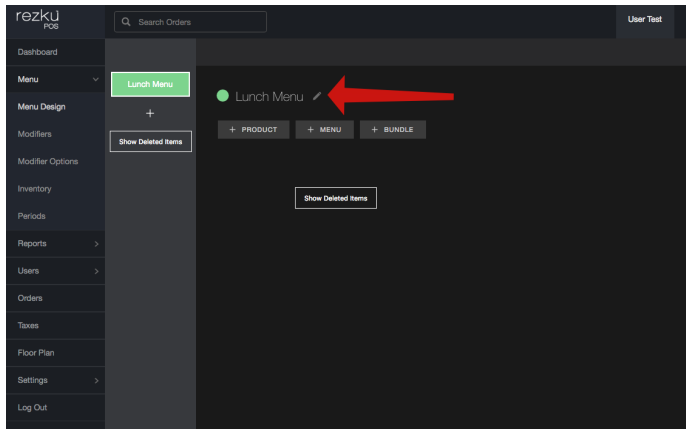 rezku
POS
Search Orders
User Test
Dashboard
Menu
Menu Design
Modifiers
Modifier Options
Inventory
Periods
Reports
Users
Orders
Taxes
Floor Plan
Settings
Log Out
Lunch Menu
+
Show Deleted Items
Lunch Menu
+ PRODUCT
+ MENU
+ BUNDLE
Show Deleted Items